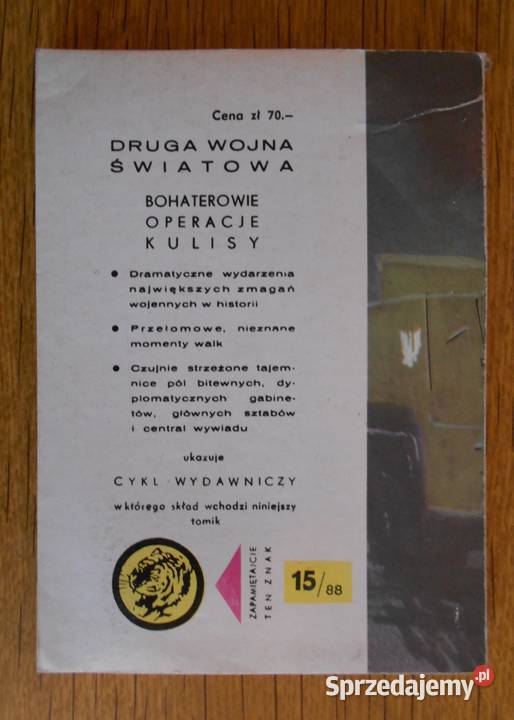 Cena zł 70.—
DRUGA WOJNA
ŚWIATOWA
BOHATEROWIE
OPERACJE
KULISY
● Dramatyczne wydarzenia
największych zmagań
wojennych w historii
● Przełomowe, nieznane
momenty walk
● Czujnie strzeżone tajem-
nice pól bitewnych, dy-
plomatycznych gabine-
tów, głównych sztabów
i central wywiadu
ukazuje
CYKL WYDAWNICZY
w którego skład wchodzi niniejszy
tomik
ZAPAMIĘTAJCIE
TEN ZNAK
15/88
Sprzedajemy.pl